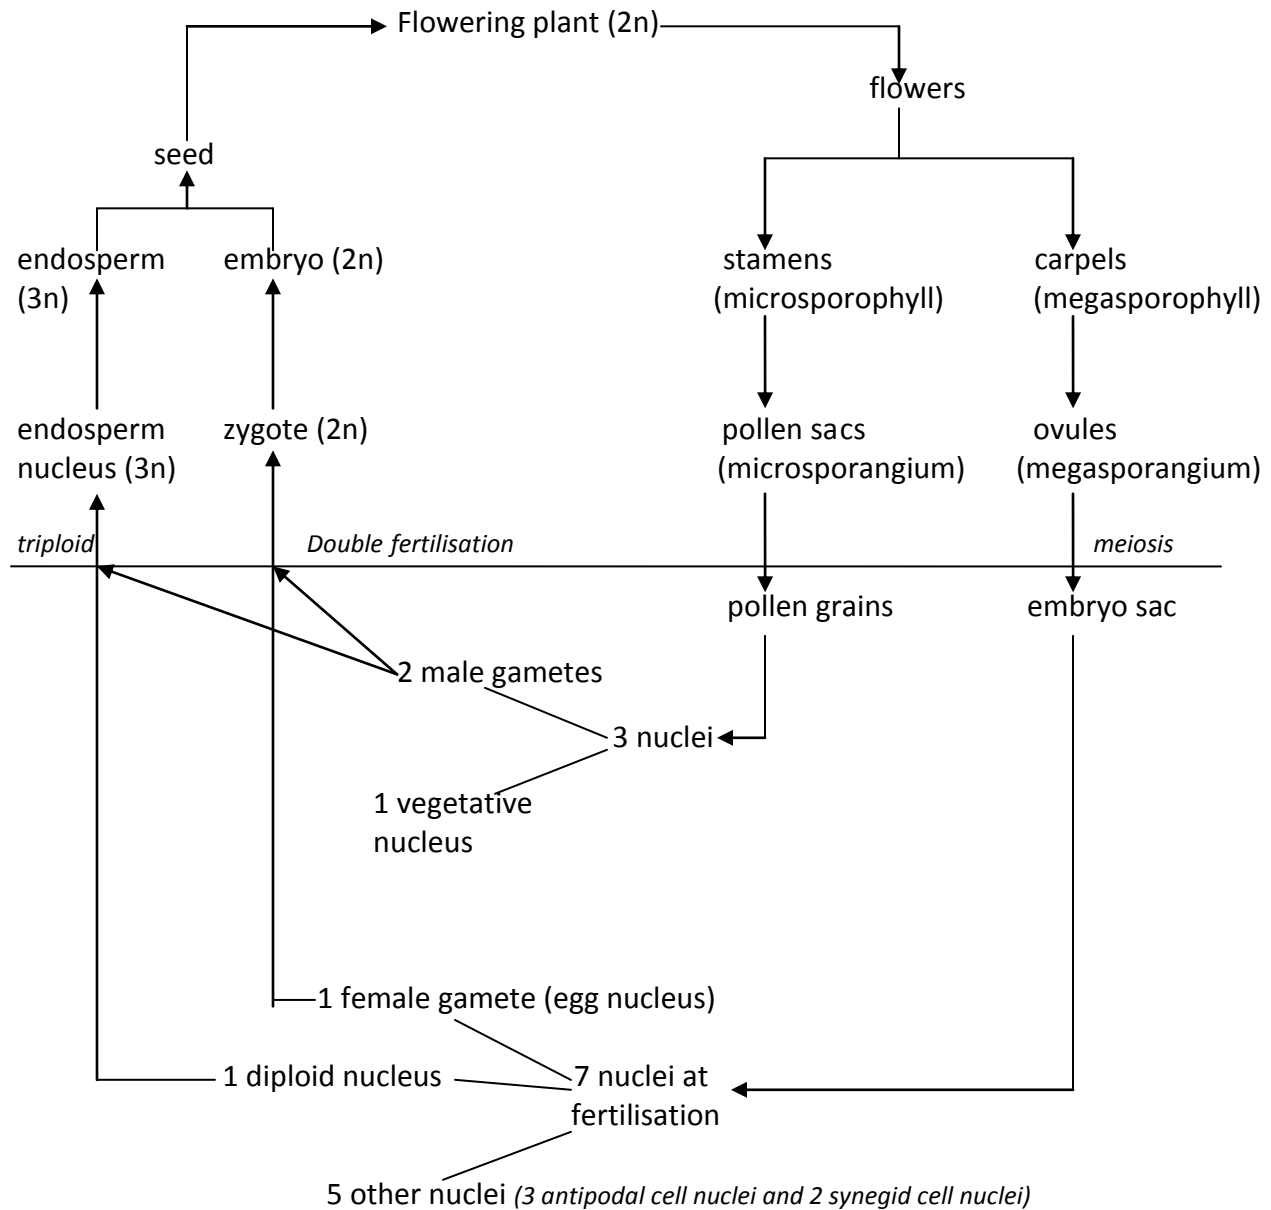 Flowering plant (2n)
flowers
seed
endosperm
(3n)
embryo (2n)
stamens
(microsporophyll)
carpels
(megasporophyll)
endosperm
nucleus (3n)
zygote (2n)
pollen sacs
(microsporangium)
ovules
(megasporangium)
triploid
Double fertilisation
meiosis
pollen grains
embryo sac
2 male gametes
3 nuclei
1 vegetative
nucleus
1 female gamete (egg nucleus)
1 diploid nucleus
7 nuclei at
fertilisation
5 other nuclei (3 antipodal cell nuclei and 2 synegid cell nuclei)